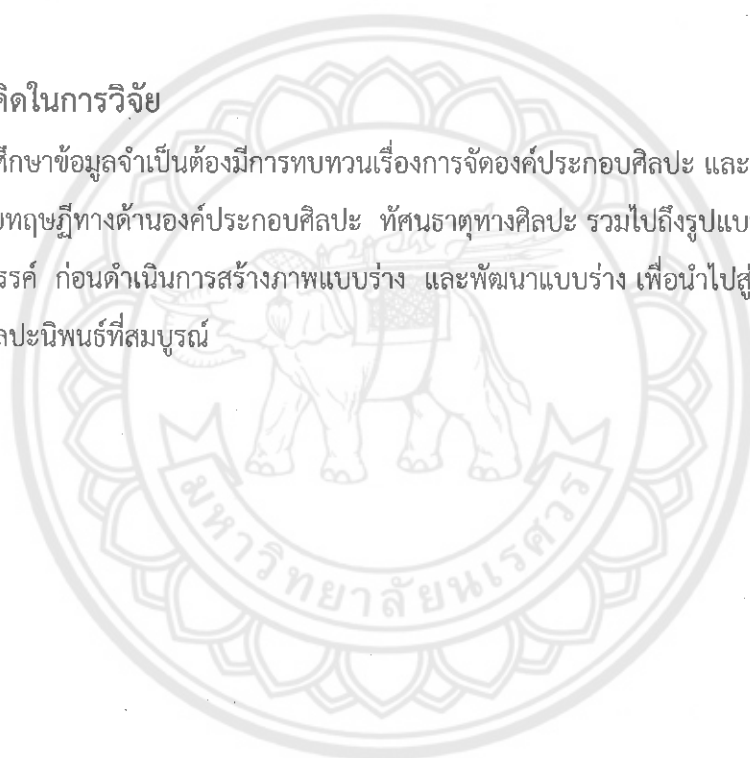 คิดในการวิจัย
ศึกษาข้อมูลจำเป็นต้องมีการทบทวนเรื่องการจัดองค์ประกอบศิลปะ และ
ทฤษฎีทางด้านองค์ประกอบศิลปะ ทัศนธาตุทางศิลปะ รวมไปถึงรูปแบบ
รรค์ ก่อนดำเนินการสร้างภาพแบบร่าง และพัฒนาแบบร่าง เพื่อนำไปสู่
ลปะนิพนธ์ที่สมบูรณ์
มหาวิทยาลัยนเรศวร